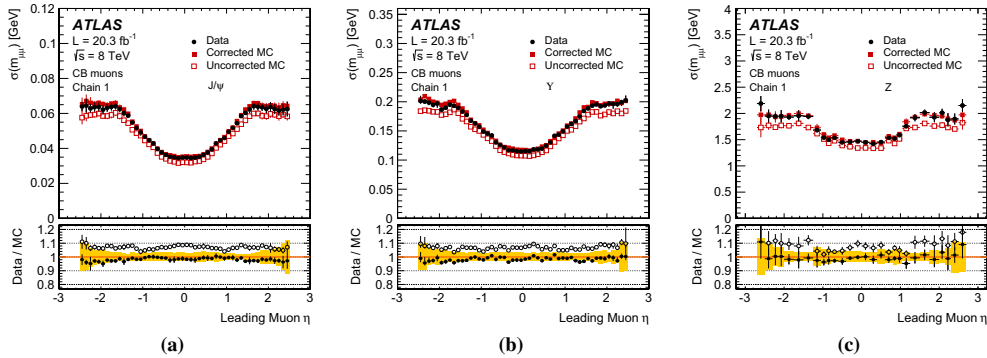 ATLAS
L = 20.3 fb⁻¹
√s = 8 TeV
CB muons
Chain 1
J/ψ
Data
Corrected MC
Uncorrected MC
σ(m_μμ) [GeV]
0.12
0.1
0.08
0.06
0.04
0.02
0
Data / MC
1.2
1.1
1
0.9
0.8
-3 -2 -1 0 1 2 3
Leading Muon η
(a)
ATLAS
L = 20.3 fb⁻¹
√s = 8 TeV
CB muons
Chain 1
ϒ
Data
Corrected MC
Uncorrected MC
σ(m_μμ) [GeV]
0.35
0.3
0.25
0.2
0.15
0.1
0.05
0
Data / MC
1.2
1.1
1
0.9
0.8
-3 -2 -1 0 1 2 3
Leading Muon η
(b)
ATLAS
L = 20.3 fb⁻¹
√s = 8 TeV
CB muons
Chain 1
Z
Data
Corrected MC
Uncorrected MC
σ(m_μμ) [GeV]
4
3.5
3
2.5
2
1.5
1
0.5
0
Data / MC
1.2
1.1
1
0.9
0.8
-3 -2 -1 0 1 2 3
Leading Muon η
(c)